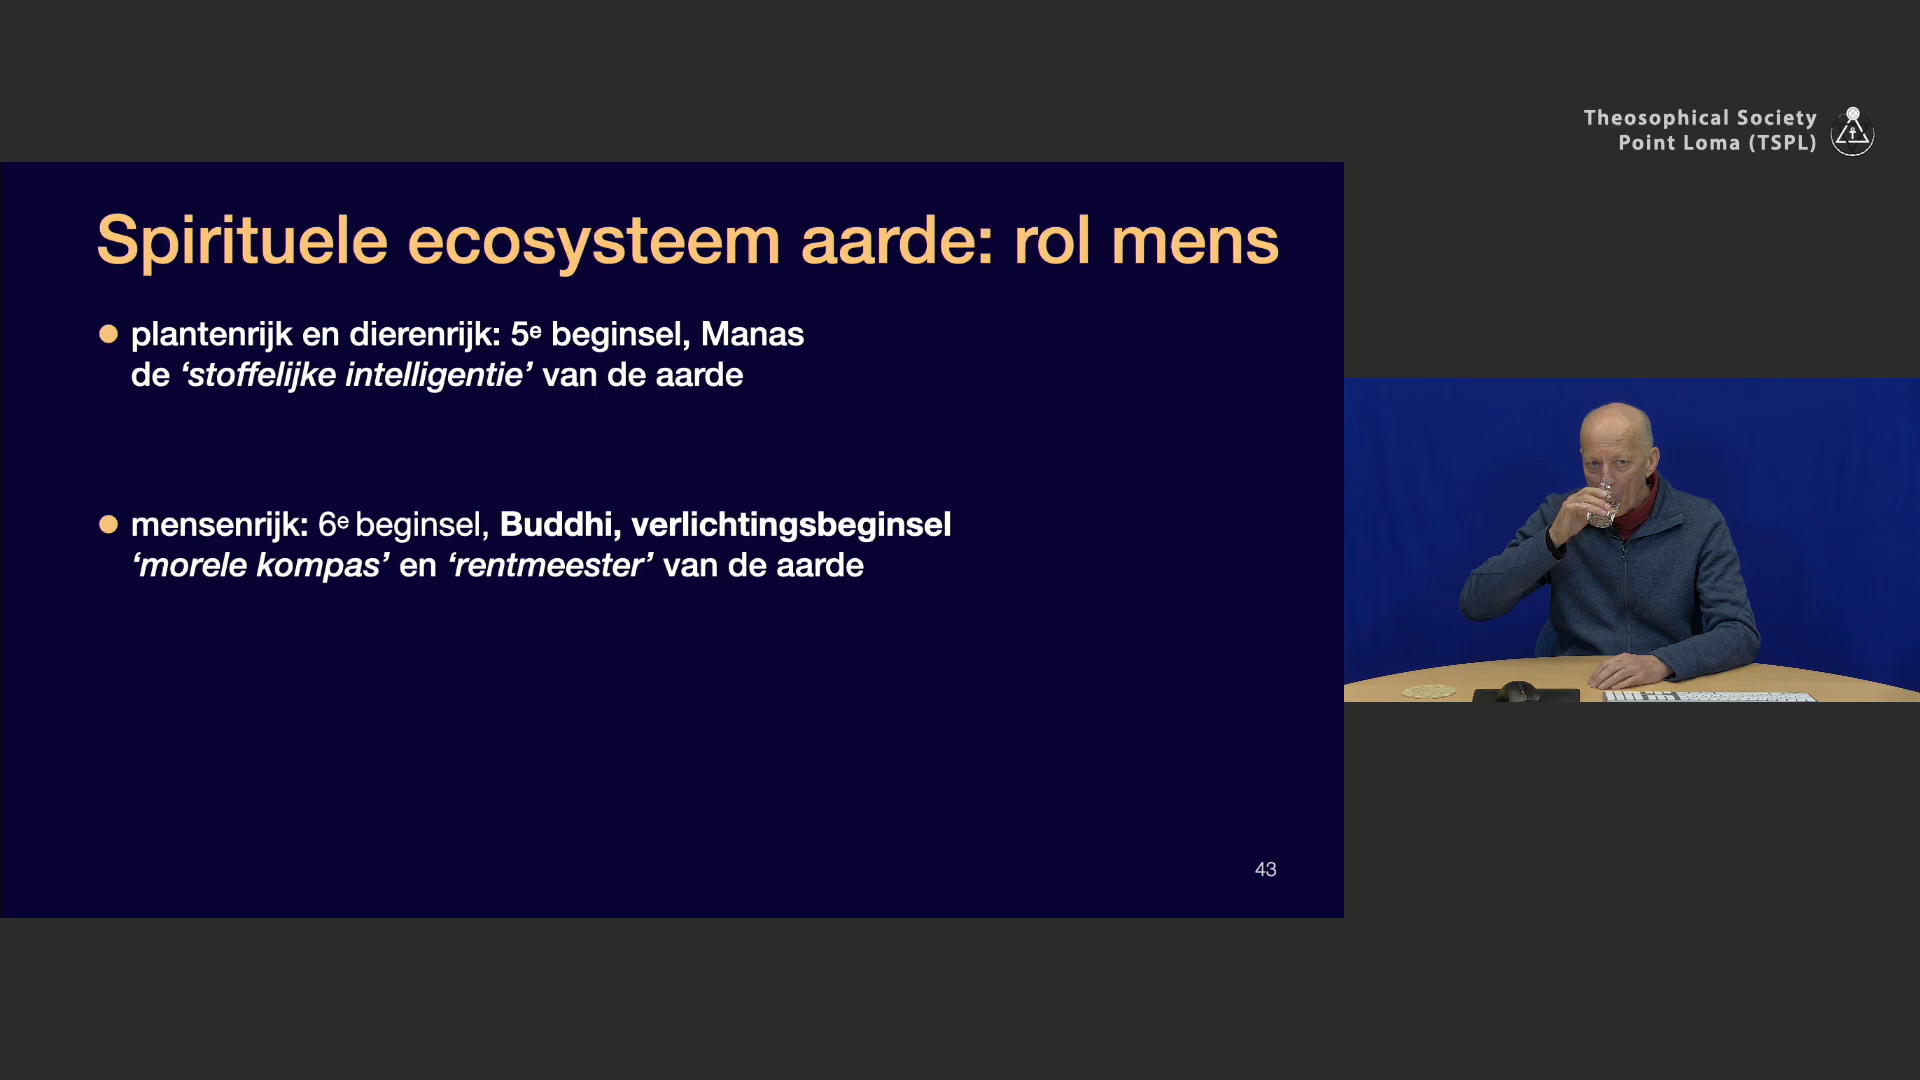 Theosophical Society
Point Loma (TSPL)
Spirituele ecosysteem aarde: rol mens
plantenrijk en dierenrijk: 5e beginsel, Manas
de ‘stoffelijke intelligentie’ van de aarde
mensenrijk: 6e beginsel, Buddhi, verlichtingsbeginsel
‘morele kompas’ en ‘rentmeester’ van de aarde
43